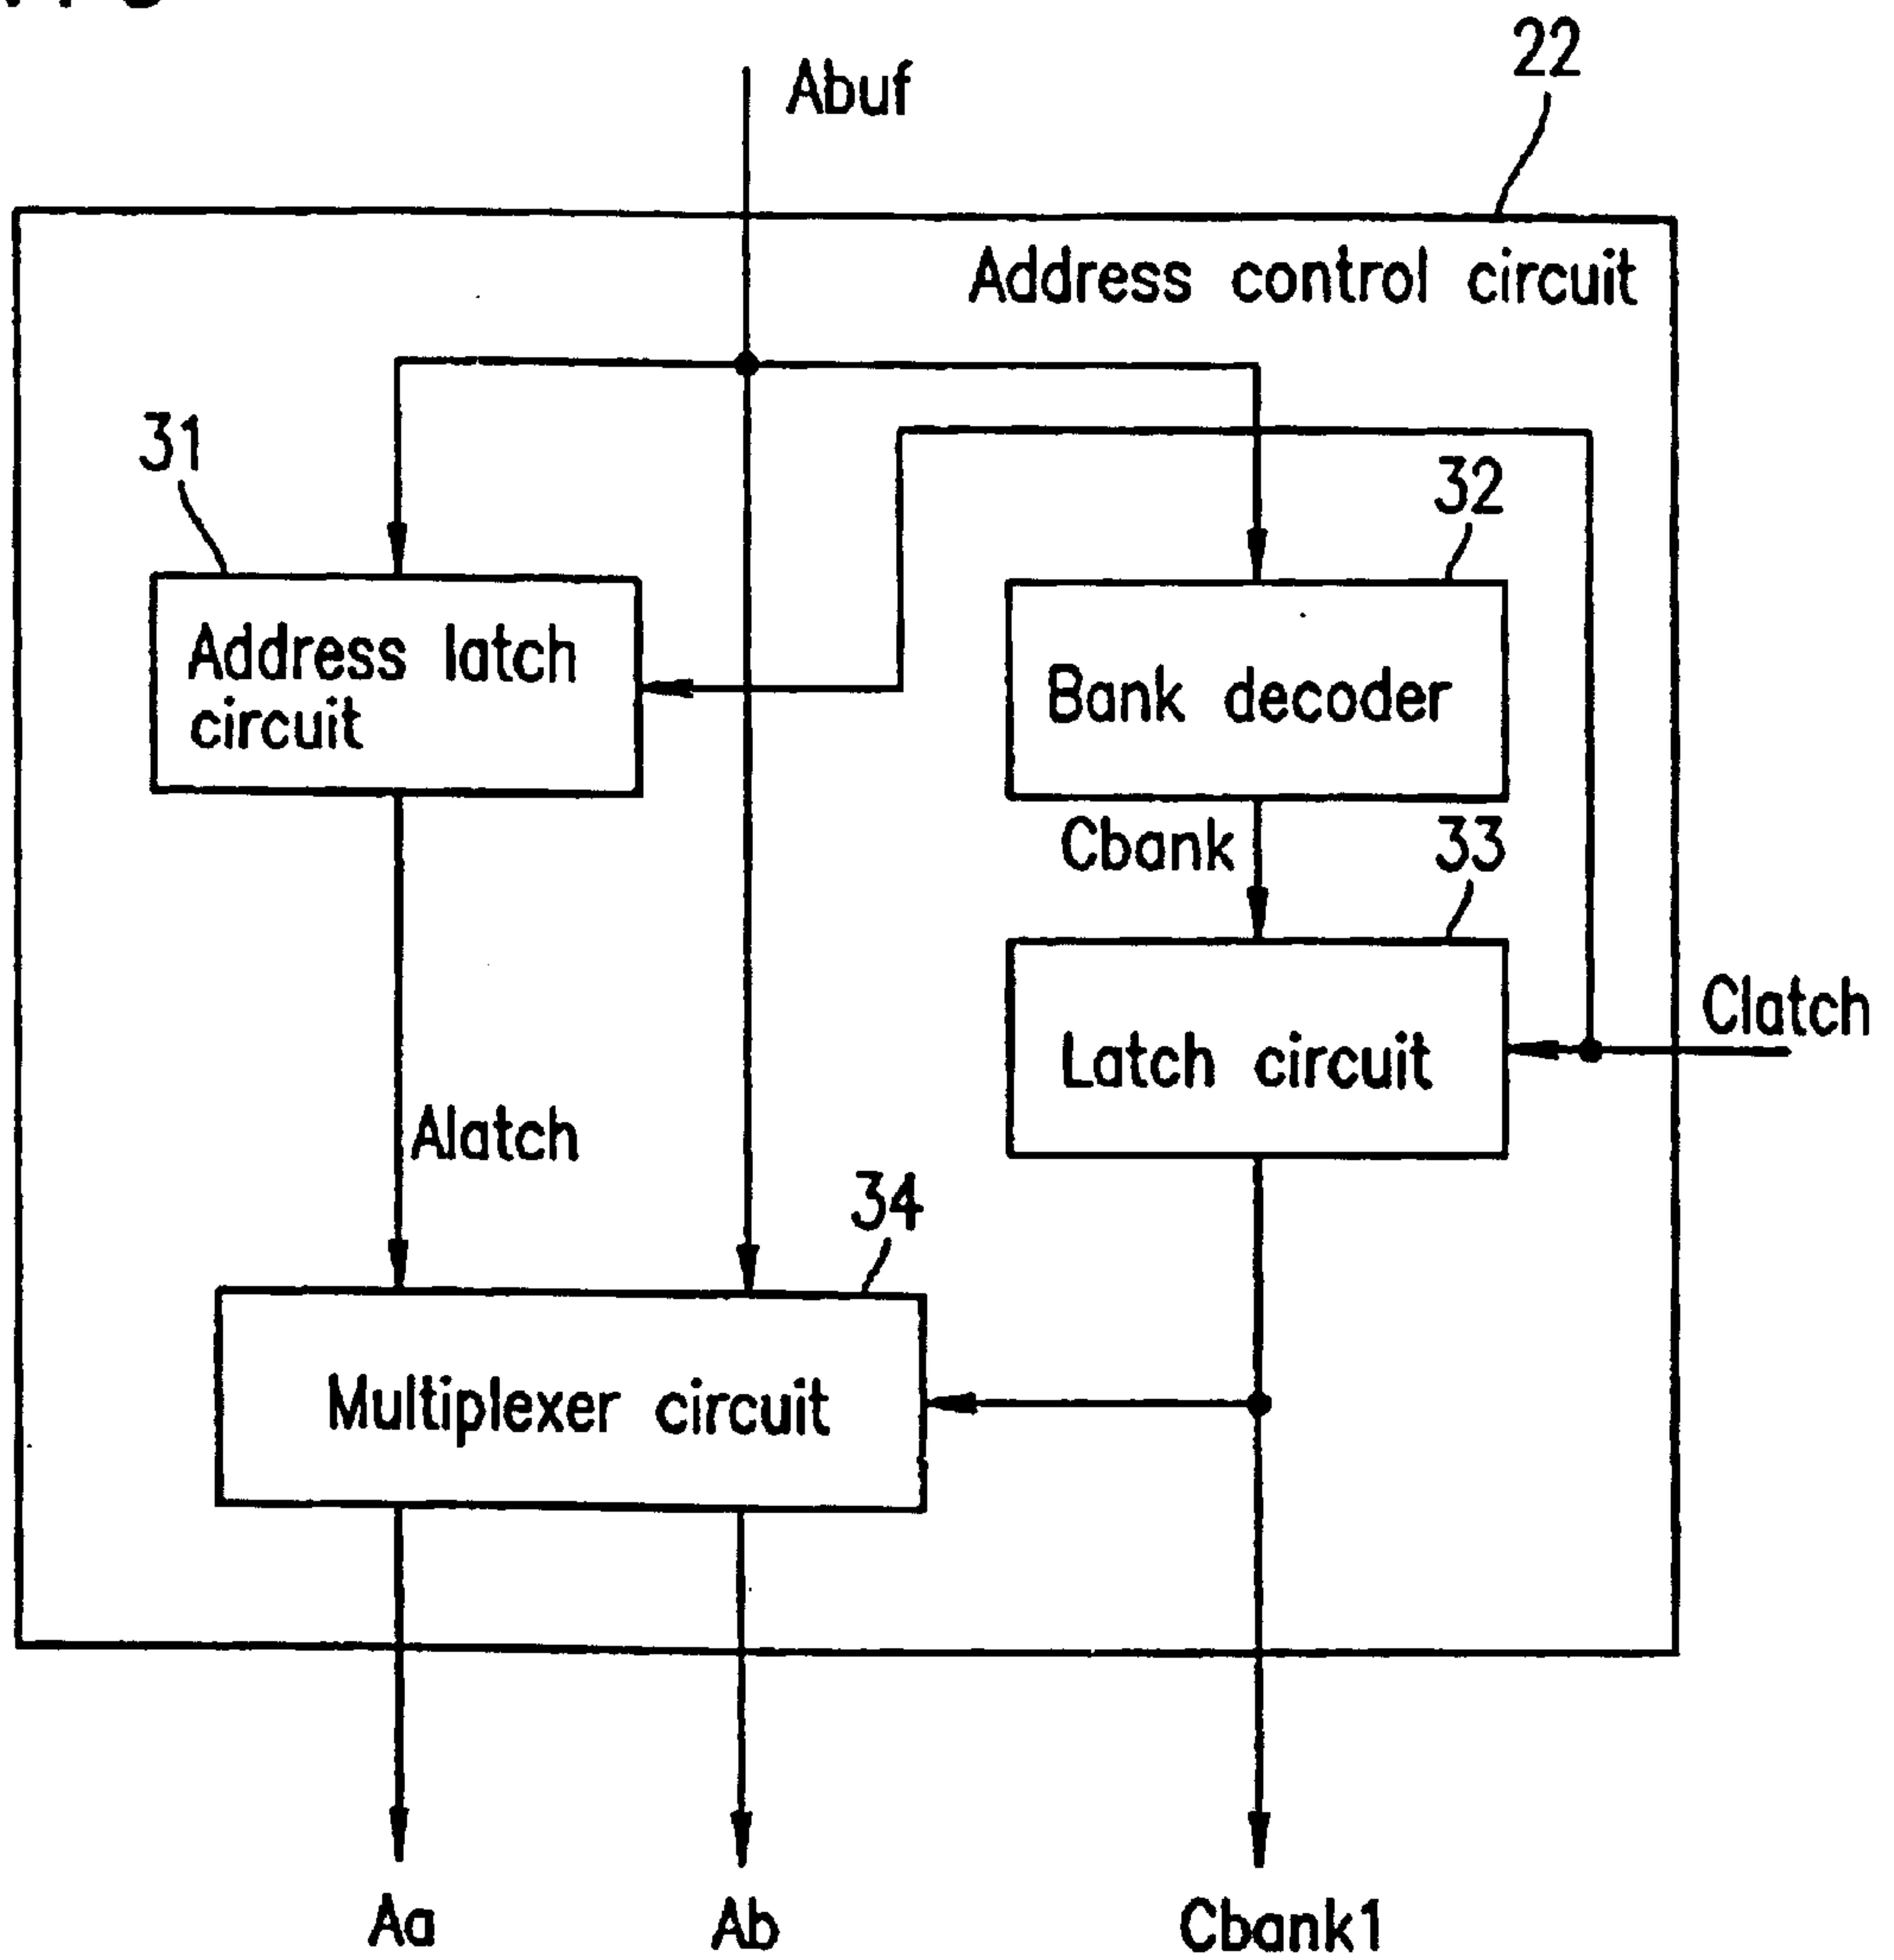 22
Abuf
Address control circuit
31
32
Address latch
circuit
Bank decoder
Cbank
33
Clatch
Latch circuit
Alatch
34
Multiplexer circuit
Aa
Ab
Cbank1